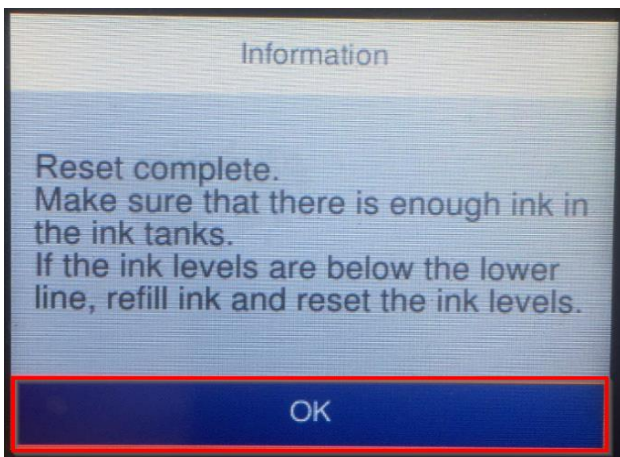 Information
Reset complete.
Make sure that there is enough ink in
the ink tanks.
If the ink levels are below the lower
line, refill ink and reset the ink levels.
OK